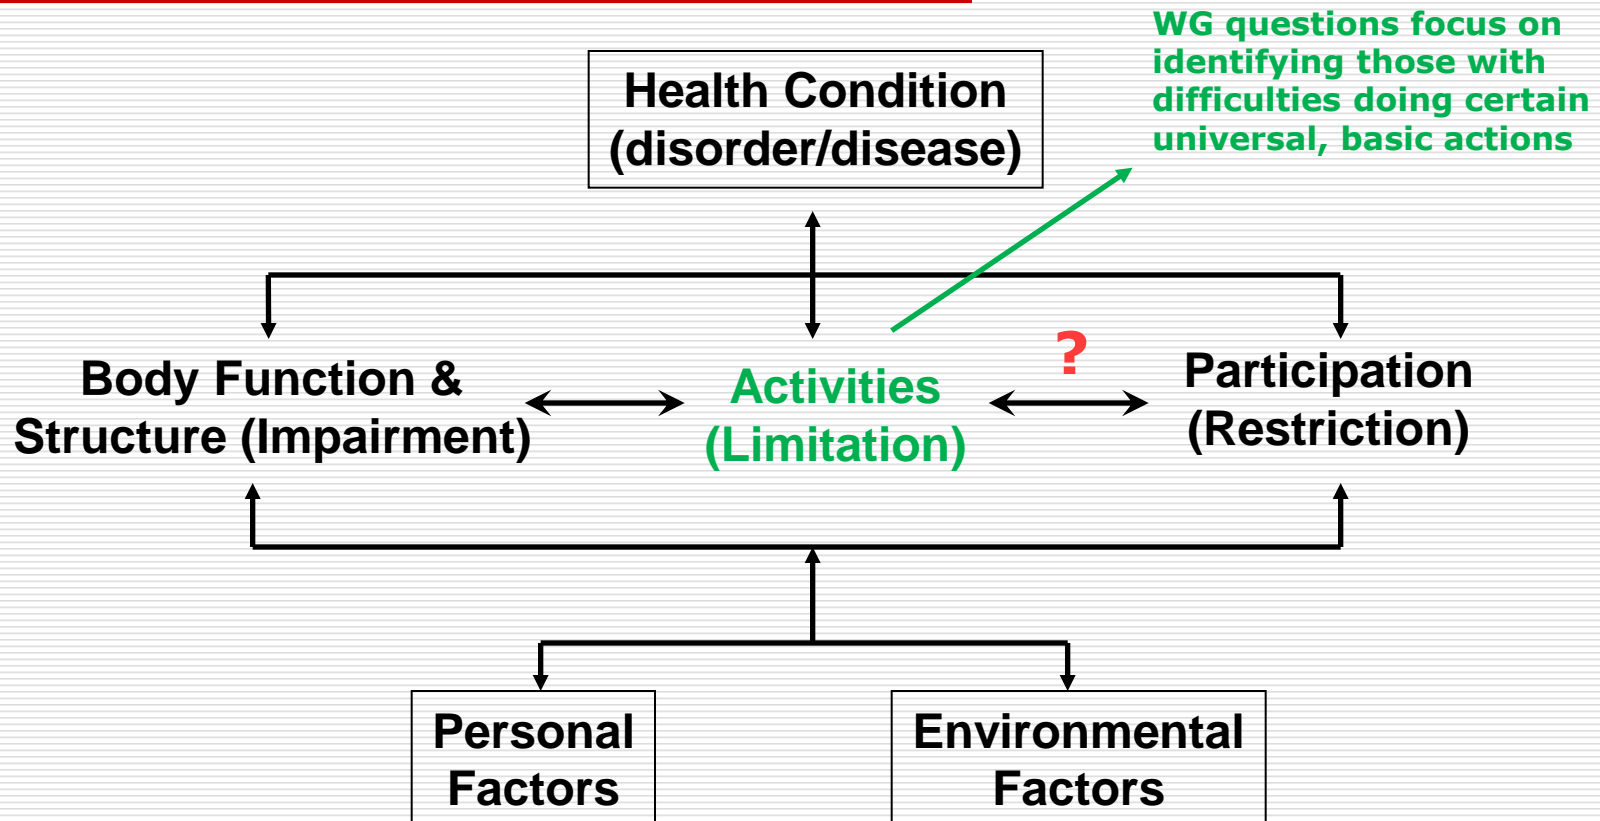 WG questions focus on
identifying those with
difficulties doing certain
universal, basic actions
Health Condition
(disorder/disease)
Body Function &
Structure (Impairment)
Activities
(Limitation)
?
Participation
(Restriction)
Personal
Factors
Environmental
Factors